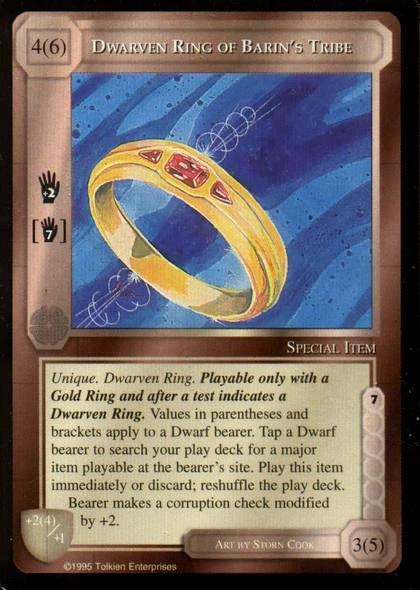 4(6)
Dwarven Ring of Barin's Tribe
+2
[7]
Special Item
Unique. Dwarven Ring. Playable only with a
Gold Ring and after a test indicates a
Dwarven Ring. Values in parentheses and
brackets apply to a Dwarf bearer. Tap a Dwarf
bearer to search your play deck for a major
item playable at the bearer's site. Play this item
immediately or discard; reshuffle the play deck.
Bearer makes a corruption check modified
by +2.
7
+2(4)/+1
Art by Storn Cook
3(5)
©1995 Tolkien Enterprises